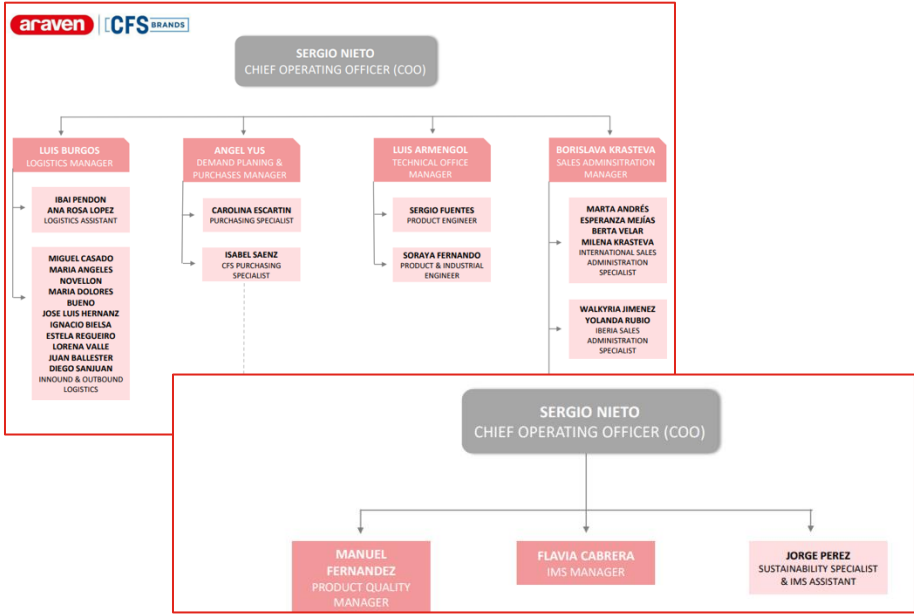 araven CFS BRANDS
SERGIO NIETO
CHIEF OPERATING OFFICER (COO)
LUIS BURGOS
LOGISTICS MANAGER
IBAI PENDON
ANA ROSA LOPEZ
LOGISTICS ASSISTANT
MIGUEL CASADO
MARIA ANGELES
NOVELLON
MARIA DOLORES
BUENO
JOSE LUIS HERNANZ
IGNACIO BIELSA
ESTELA REGUEIRO
LORENA VALLE
JUAN BALLESTER
DIEGO SANJUAN
INNOUND & OUTBOUND
LOGISTICS
ANGEL YUS
DEMAND PLANING &
PURCHASES MANAGER
CAROLINA ESCARTIN
PURCHASING SPECIALIST
ISABEL SAENZ
CFS PURCHASING
SPECIALIST
LUIS ARMENGOL
TECHNICAL OFFICE
MANAGER
SERGIO FUENTES
PRODUCT ENGINEER
SORAYA FERNANDO
PRODUCT & INDUSTRIAL
ENGINEER
BORISLAVA KRASTEVA
SALES ADMINSITRATION
MANAGER
MARTA ANDRÉS
ESPERANZA MEJÍAS
BERTA VELAR
MILENA KRASTEVA
INTERNATIONAL SALES
ADMINISTRATION
SPECIALIST
WALKYRIA JIMENEZ
YOLANDA RUBIO
IBERIA SALES
ADMINISTRATION
SPECIALIST
SERGIO NIETO
CHIEF OPERATING OFFICER (COO)
MANUEL
FERNANDEZ
PRODUCT QUALITY
MANAGER
FLAVIA CABRERA
IMS MANAGER
JORGE PEREZ
SUSTAINABILITY SPECIALIST
& IMS ASSISTANT